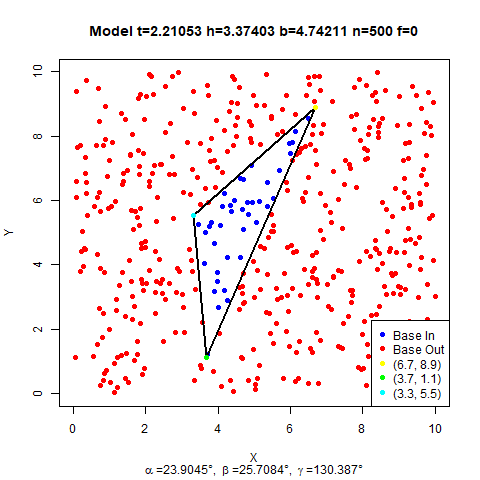 Model t=2.21053 h=3.37403 b=4.74211 n=500 f=0
Y
10
8
6
4
2
0
Base In
Base Out
(6.7, 8.9)
(3.7, 1.1)
(3.3, 5.5)
0 2 4 6 8 10
X
α=23.9045°, β=25.7084°, γ=130.387°